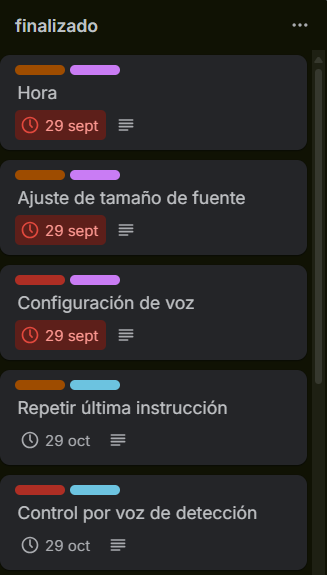 finalizado
Hora
29 sept
Ajuste de tamaño de fuente
29 sept
Configuración de voz
29 sept
Repetir última instrucción
29 oct
Control por voz de detección
29 oct